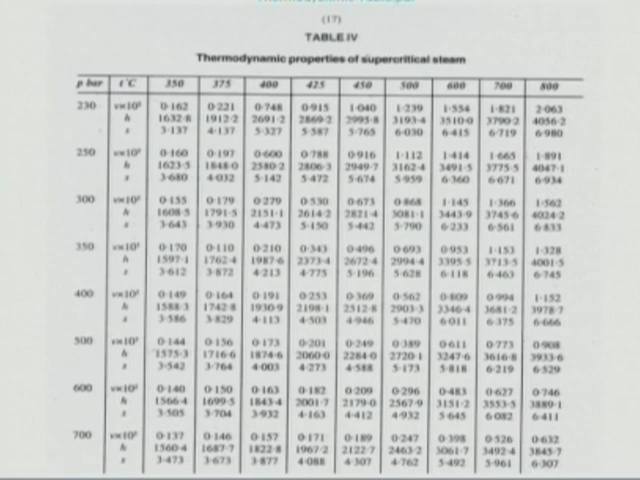 (17)
TABLE IV
Thermodynamic properties of supercritical steam
p bar t°C 350 375 400 425 450 500 600 700 800
230 v×10² 0·162 0·221 0·748 0·915 1·040 1·239 1·554 1·821 2·063
h 1632·8 1912·2 2691·2 2869·2 2995·8 3193·4 3510·0 3790·2 4056·2
s 3·137 4·137 5·327 5·587 5·765 6·030 6·415 6·719 6·980
250 v×10² 0·160 0·197 0·600 0·788 0·916 1·112 1·414 1·665 1·891
h 1623·5 1848·0 2580·2 2806·3 2949·7 3162·4 3491·5 3775·5 4047·1
s 3·680 4·032 5·142 5·472 5·674 5·959 6·360 6·671 6·934
300 v×10² 0·155 0·179 0·279 0·530 0·673 0·868 1·145 1·366 1·562
h 1608·5 1791·5 2151·1 2614·2 2821·4 3081·1 3443·9 3745·6 4024·2
s 3·643 3·930 4·473 5·150 5·442 5·790 6·233 6·561 6·833
350 v×10² 0·170 0·110 0·210 0·343 0·496 0·693 0·953 1·153 1·328
h 1597·1 1762·4 1987·6 2373·4 2672·4 2994·4 3395·5 3713·5 4001·5
s 3·612 3·872 4·213 4·775 5·196 5·628 6·118 6·463 6·745
400 v×10² 0·149 0·164 0·191 0·253 0·369 0·562 0·809 0·994 1·152
h 1588·3 1742·8 1930·9 2198·1 2512·8 2903·3 3346·4 3681·2 3978·7
s 3·586 3·829 4·113 4·503 4·946 5·470 6·011 6·375 6·666
500 v×10² 0·144 0·156 0·173 0·201 0·249 0·389 0·611 0·773 0·908
h 1575·3 1716·6 1874·6 2060·0 2284·0 2720·1 3247·6 3616·8 3933·6
s 3·542 3·764 4·003 4·273 4·588 5·173 5·818 6·219 6·529
600 v×10² 0·140 0·150 0·163 0·182 0·209 0·296 0·483 0·627 0·746
h 1566·4 1699·5 1843·4 2001·7 2179·0 2567·9 3151·2 3553·5 3889·1
s 3·505 3·704 3·932 4·163 4·412 4·932 5·645 6·082 6·411
700 v×10² 0·137 0·146 0·157 0·171 0·189 0·247 0·398 0·526 0·632
h 1560·4 1687·7 1822·8 1967·2 2122·7 2463·2 3061·7 3492·4 3845·7
s 3·473 3·673 3·877 4·088 4·307 4·762 5·492 5·961 6·307